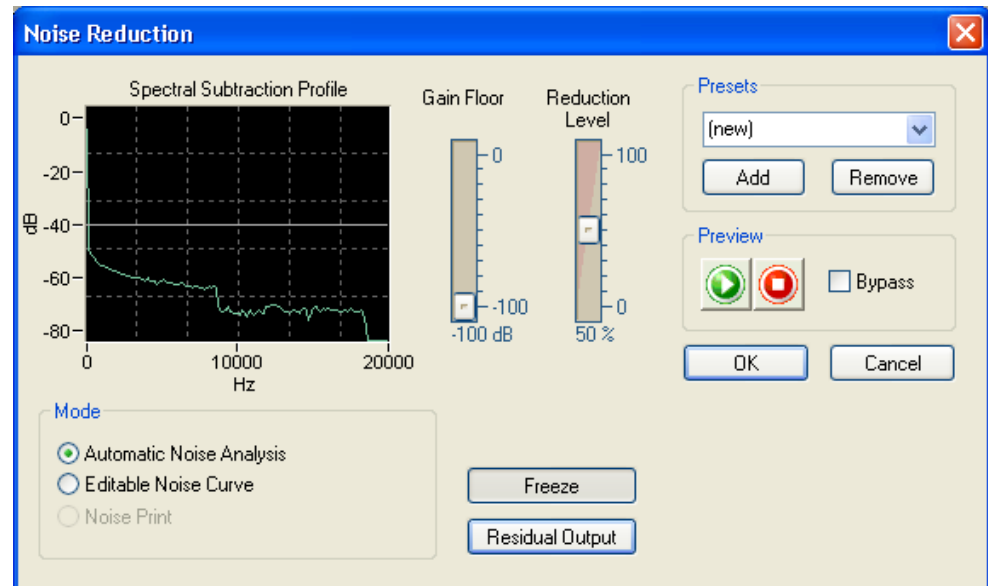 Noise Reduction
Spectral Subtraction Profile
0
-20
-40
-60
-80
dB
0 10000 20000
Hz
Gain Floor
0
-100
-100 dB
Reduction
Level
100
0
50 %
Presets
(new)
Add Remove
Preview
Bypass
OK Cancel
Mode
Automatic Noise Analysis
Editable Noise Curve
Noise Print
Freeze
Residual Output